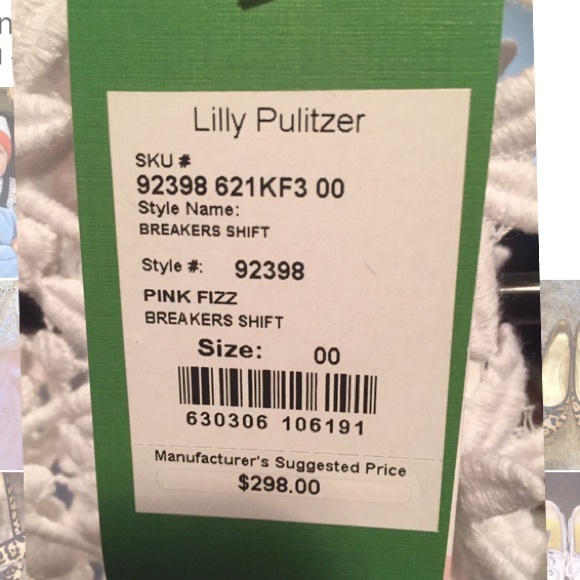 Lilly Pulitzer
SKU #
92398 621KF3 00
Style Name:
BREAKERS SHIFT
Style #: 92398
PINK FIZZ
BREAKERS SHIFT
Size: 00
630306 106191
Manufacturer's Suggested Price
$298.00